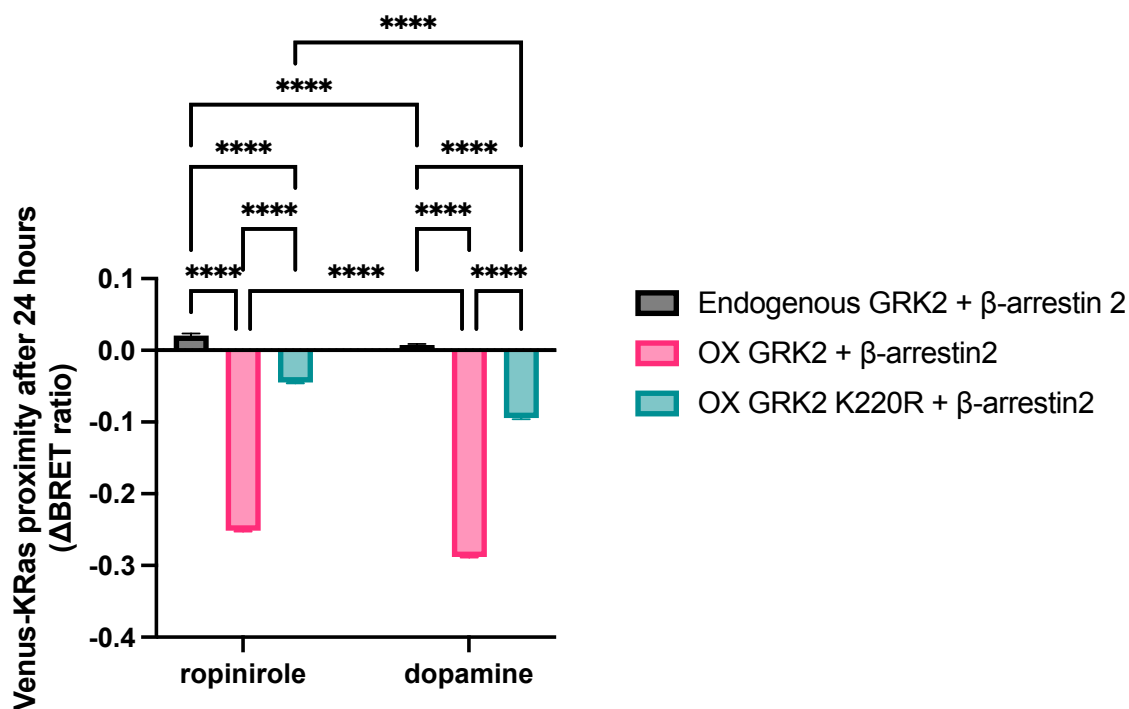 ****
****
****
****
****
****
****
****
****
0.1
0.0
-0.1
-0.2
-0.3
-0.4
Venus-KRas proximity after 24 hours
(ΔBRET ratio)
ropinirole
dopamine
Endogenous GRK2 + β-arrestin 2
OX GRK2 + β-arrestin2
OX GRK2 K220R + β-arrestin2